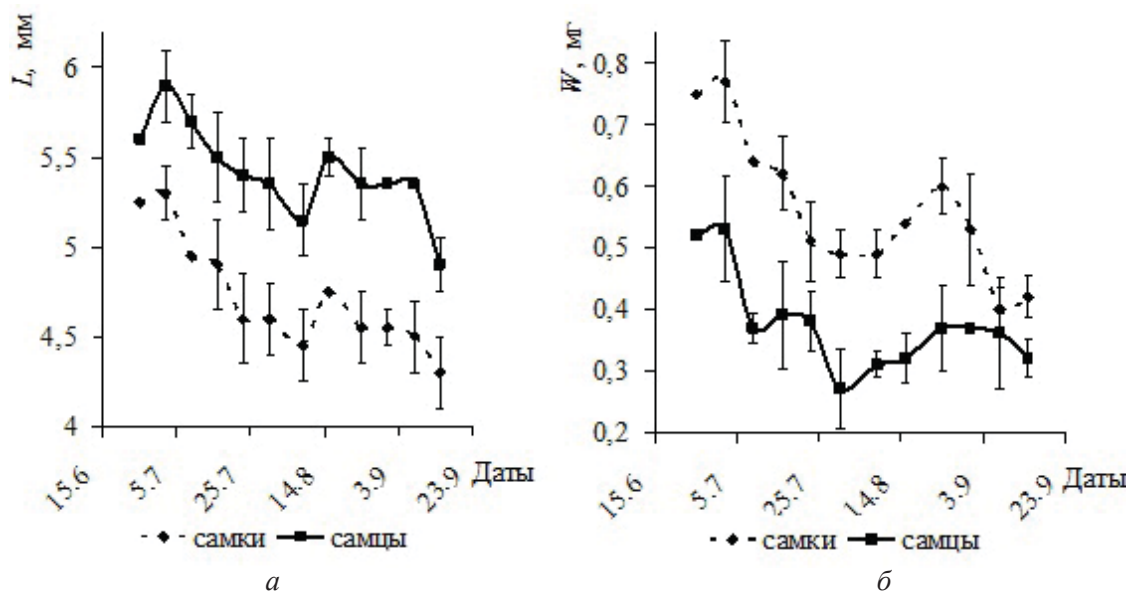 L, мм
6
5,5
5
4,5
4
15.6
5.7
25.7
14.8
3.9
23.9
Даты
самки
самцы
а
W, мг
0,8
0,7
0,6
0,5
0,4
0,3
0,2
15.6
5.7
25.7
14.8
3.9
23.9
Даты
самки
самцы
б